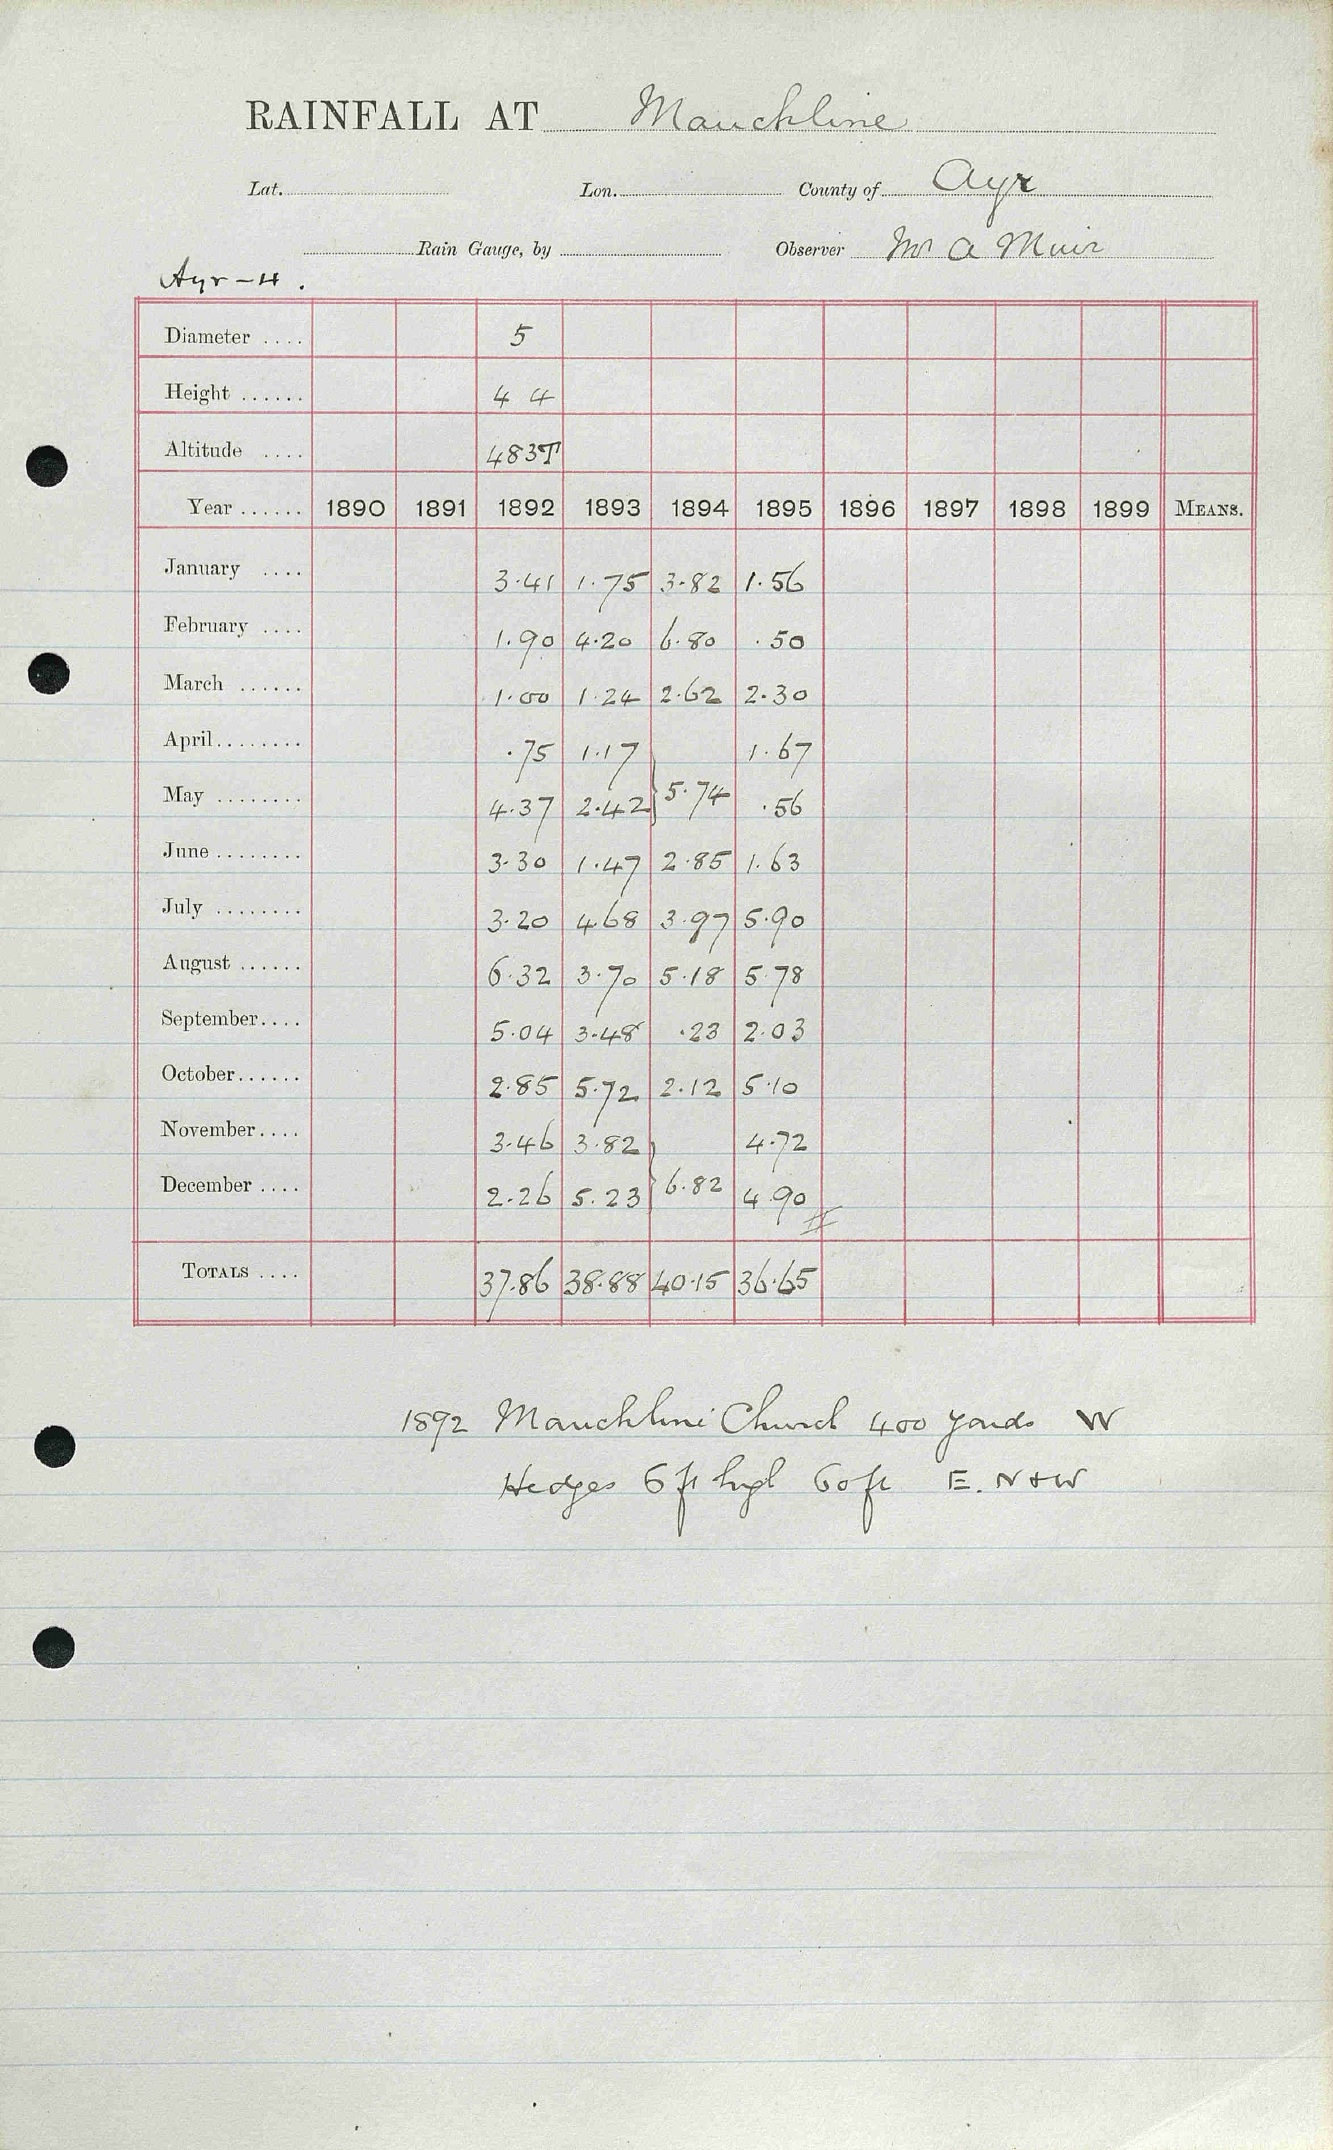 RAINFALL AT Mauchline
Lat. Lon. County of Ayr
Rain Gauge, by Observer Mr A Muir
Ayr-4.
Diameter .... 5
Height ...... 4 4
Altitude .... 483T
Year ...... 1890 1891 1892 1893 1894 1895 1896 1897 1898 1899 MEANS.
January .... 3.41 1.75 3.82 1.56
February .... 1.90 4.20 6.80 .50
March ...... 1.00 1.24 2.62 2.30
April........ .75 1.17 1.67
May ........ 4.37 2.42 } 5.74 .56
June ........ 3.30 1.47 2.85 1.63
July ........ 3.20 4.68 3.97 5.90
August ...... 6.32 3.70 5.18 5.78
September.... 5.04 3.48 .23 2.03
October...... 2.85 5.72 2.12 5.10
November.... 3.46 3.82 4.72
December .... 2.26 5.23 } 6.82 4.90
TOTALS .... 37.86 38.88 40.15 36.65
1892 Mauchline Church 400 yards W
Hedges 6 ft high 60 ft E. N + W